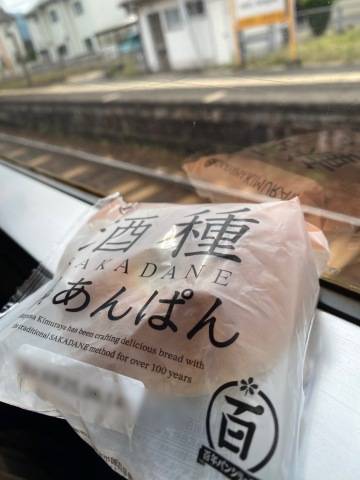 酒種
SAKADANE
あんぱん
Kimuraya has been crafting delicious bread with
traditional SAKADANE method for over 100 years
百